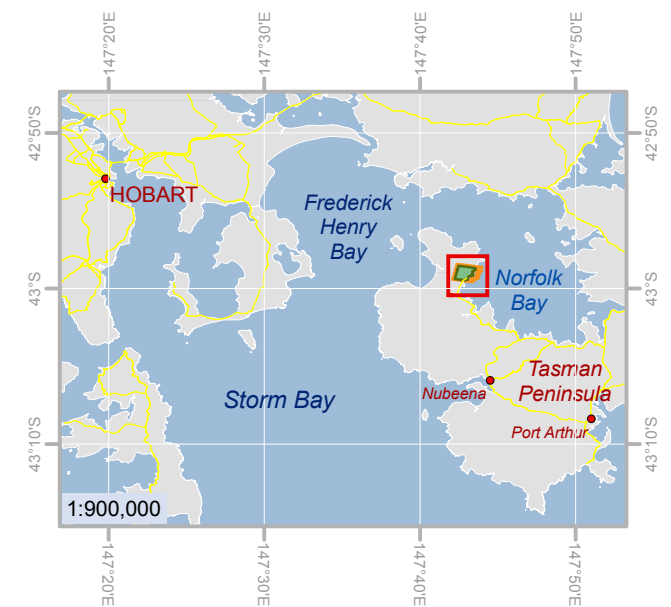 147°20'E
147°30'E
147°40'E
147°50'E
42°50'S
42°50'S
HOBART
Frederick
Henry
Bay
43°S
43°S
Norfolk
Bay
Storm Bay
Tasman
Peninsula
Nubeena
Port Arthur
43°10'S
43°10'S
1:900,000
147°20'E
147°30'E
147°40'E
147°50'E